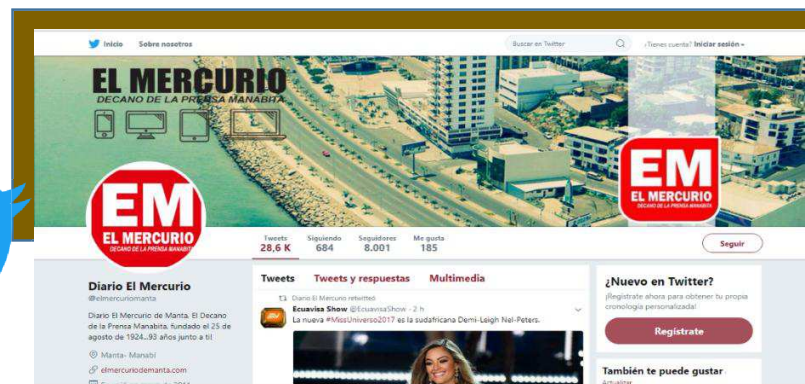 Inicio Sobre nosotros Buscar en Twitter ¿Tienes cuenta? Iniciar sesión
EL MERCURIO
DECANO DE LA PRENSA MANABITA
EM
EL MERCURIO
DECANO DE LA PRENSA MANABITA
EM
EL MERCURIO
DECANO DE LA PRENSA MANABITA
Tweets Siguiendo Seguidores Me gusta
28,6 K 684 8.001 185
Seguir
Diario El Mercurio
@elmercuriomanta
Diario El Mercurio de Manta. El Decano
de la Prensa Manabita, fundado el 25 de
agosto de 1924...93 años junto a ti!
Manta- Manabí
elmercuriodemanta.com
Tweets Tweets y respuestas Multimedia
Diario El Mercurio retwitteó
Ecuavisa Show @EcuavisaShow · 2 h
La nueva #MissUniverso2017 es la sudafricana Demi-Leigh Nel-Peters.
¿Nuevo en Twitter?
¡Regístrate ahora para obtener tu propia
cronología personalizada!
Regístrate
También te puede gustar
Actualizar